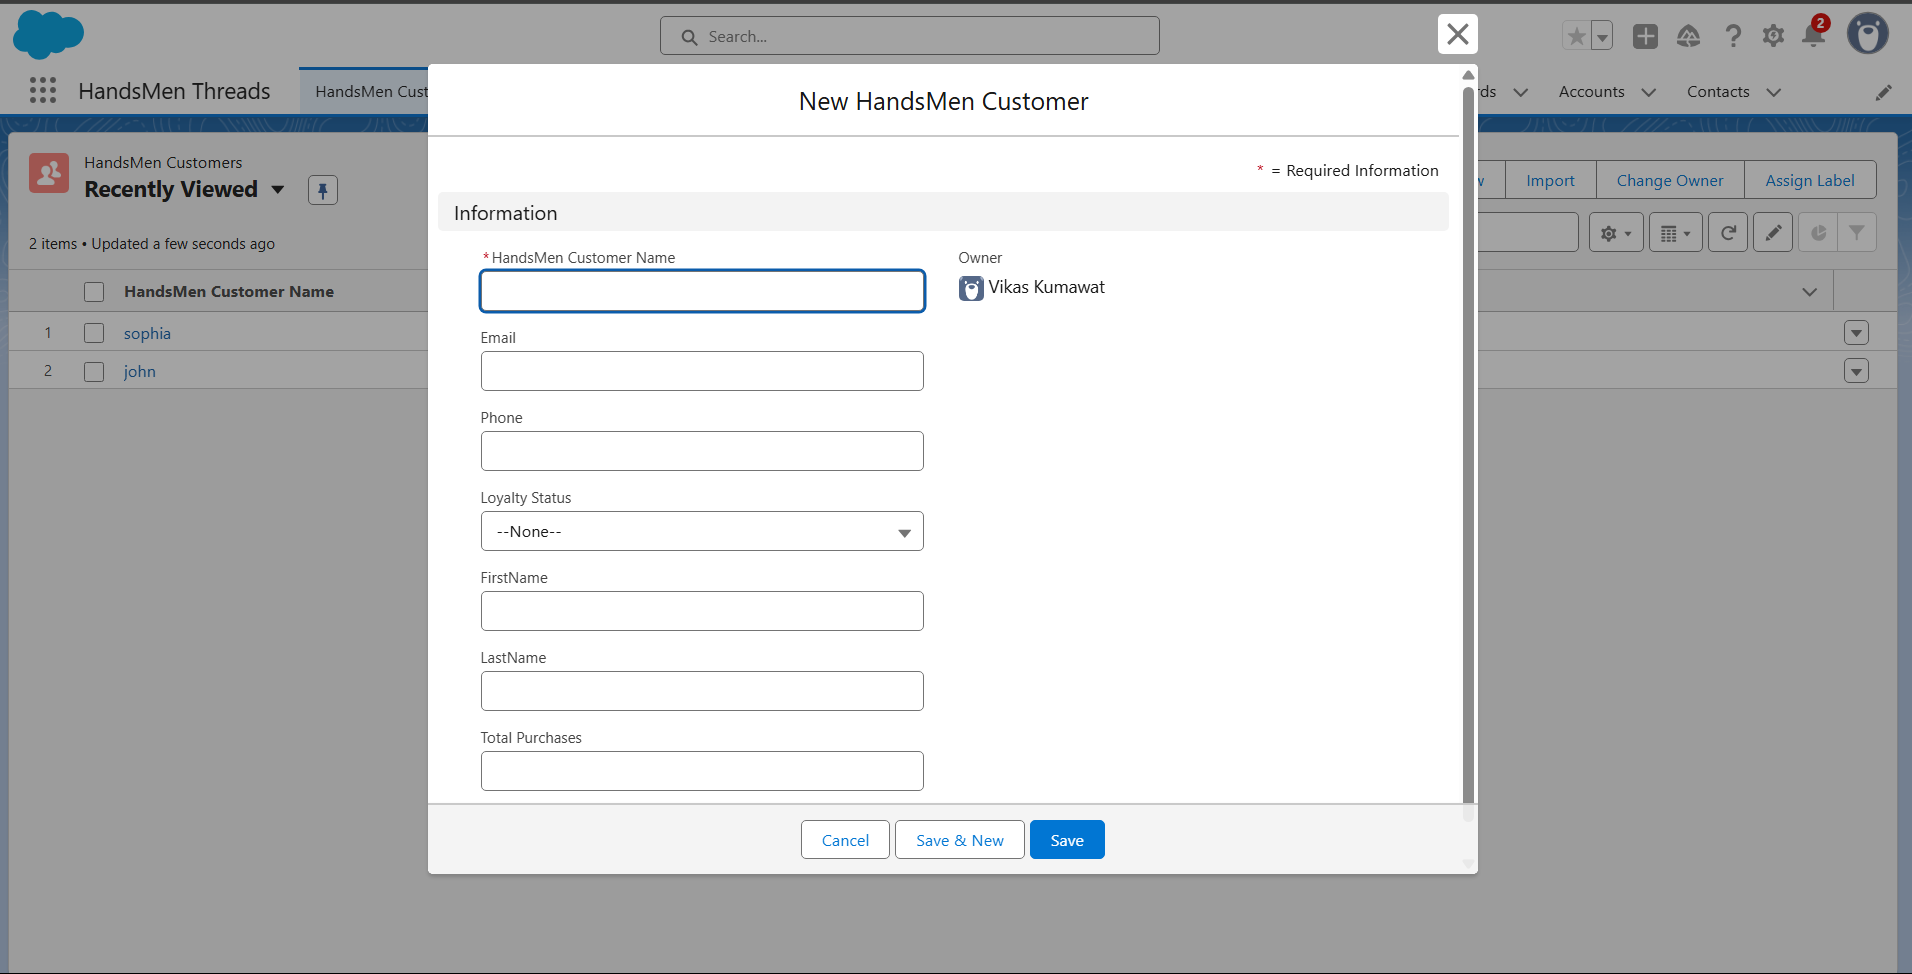 Search...
2
HandsMen Threads
HandsMen Cust
rds
Accounts
Contacts
New HandsMen Customer
* = Required Information
HandsMen Customers
Recently Viewed
Import
Change Owner
Assign Label
2 items • Updated a few seconds ago
Information
HandsMen Customer Name
1
sophia
2
john
*HandsMen Customer Name
Owner
Vikas Kumawat
Email
Phone
Loyalty Status
--None--
FirstName
LastName
Total Purchases
Cancel
Save & New
Save